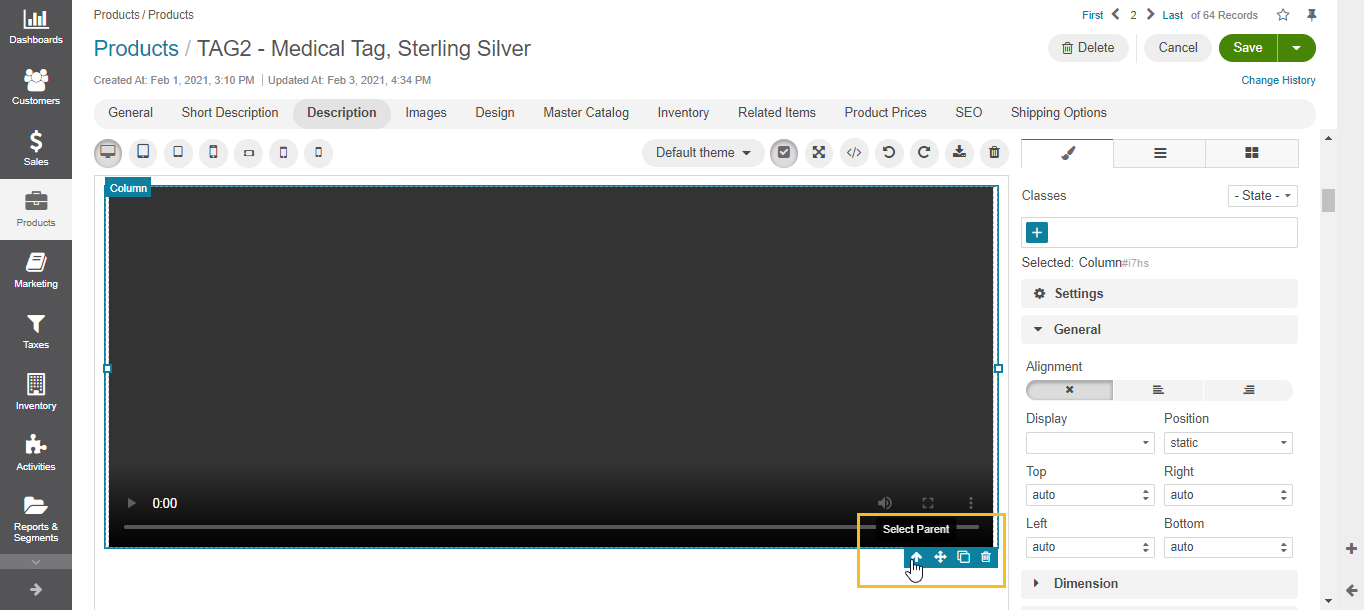 Dashboards
Customers
Sales
Products
Marketing
Taxes
Inventory
Activities
Reports &
Segments
Products / Products
First 2 Last of 64 Records
Products / TAG2 - Medical Tag, Sterling Silver
Delete Cancel Save
Created At: Feb 1, 2021, 3:10 PM Updated At: Feb 3, 2021, 4:34 PM
Change History
General Short Description Description Images Design Master Catalog Inventory Related Items Product Prices SEO Shipping Options
Default theme
Column
0:00
Select Parent
Classes - State -
Selected: Column#i7hs
Settings
General
Alignment
Display Position
static
Top Right
auto auto
Left Bottom
auto auto
Dimension